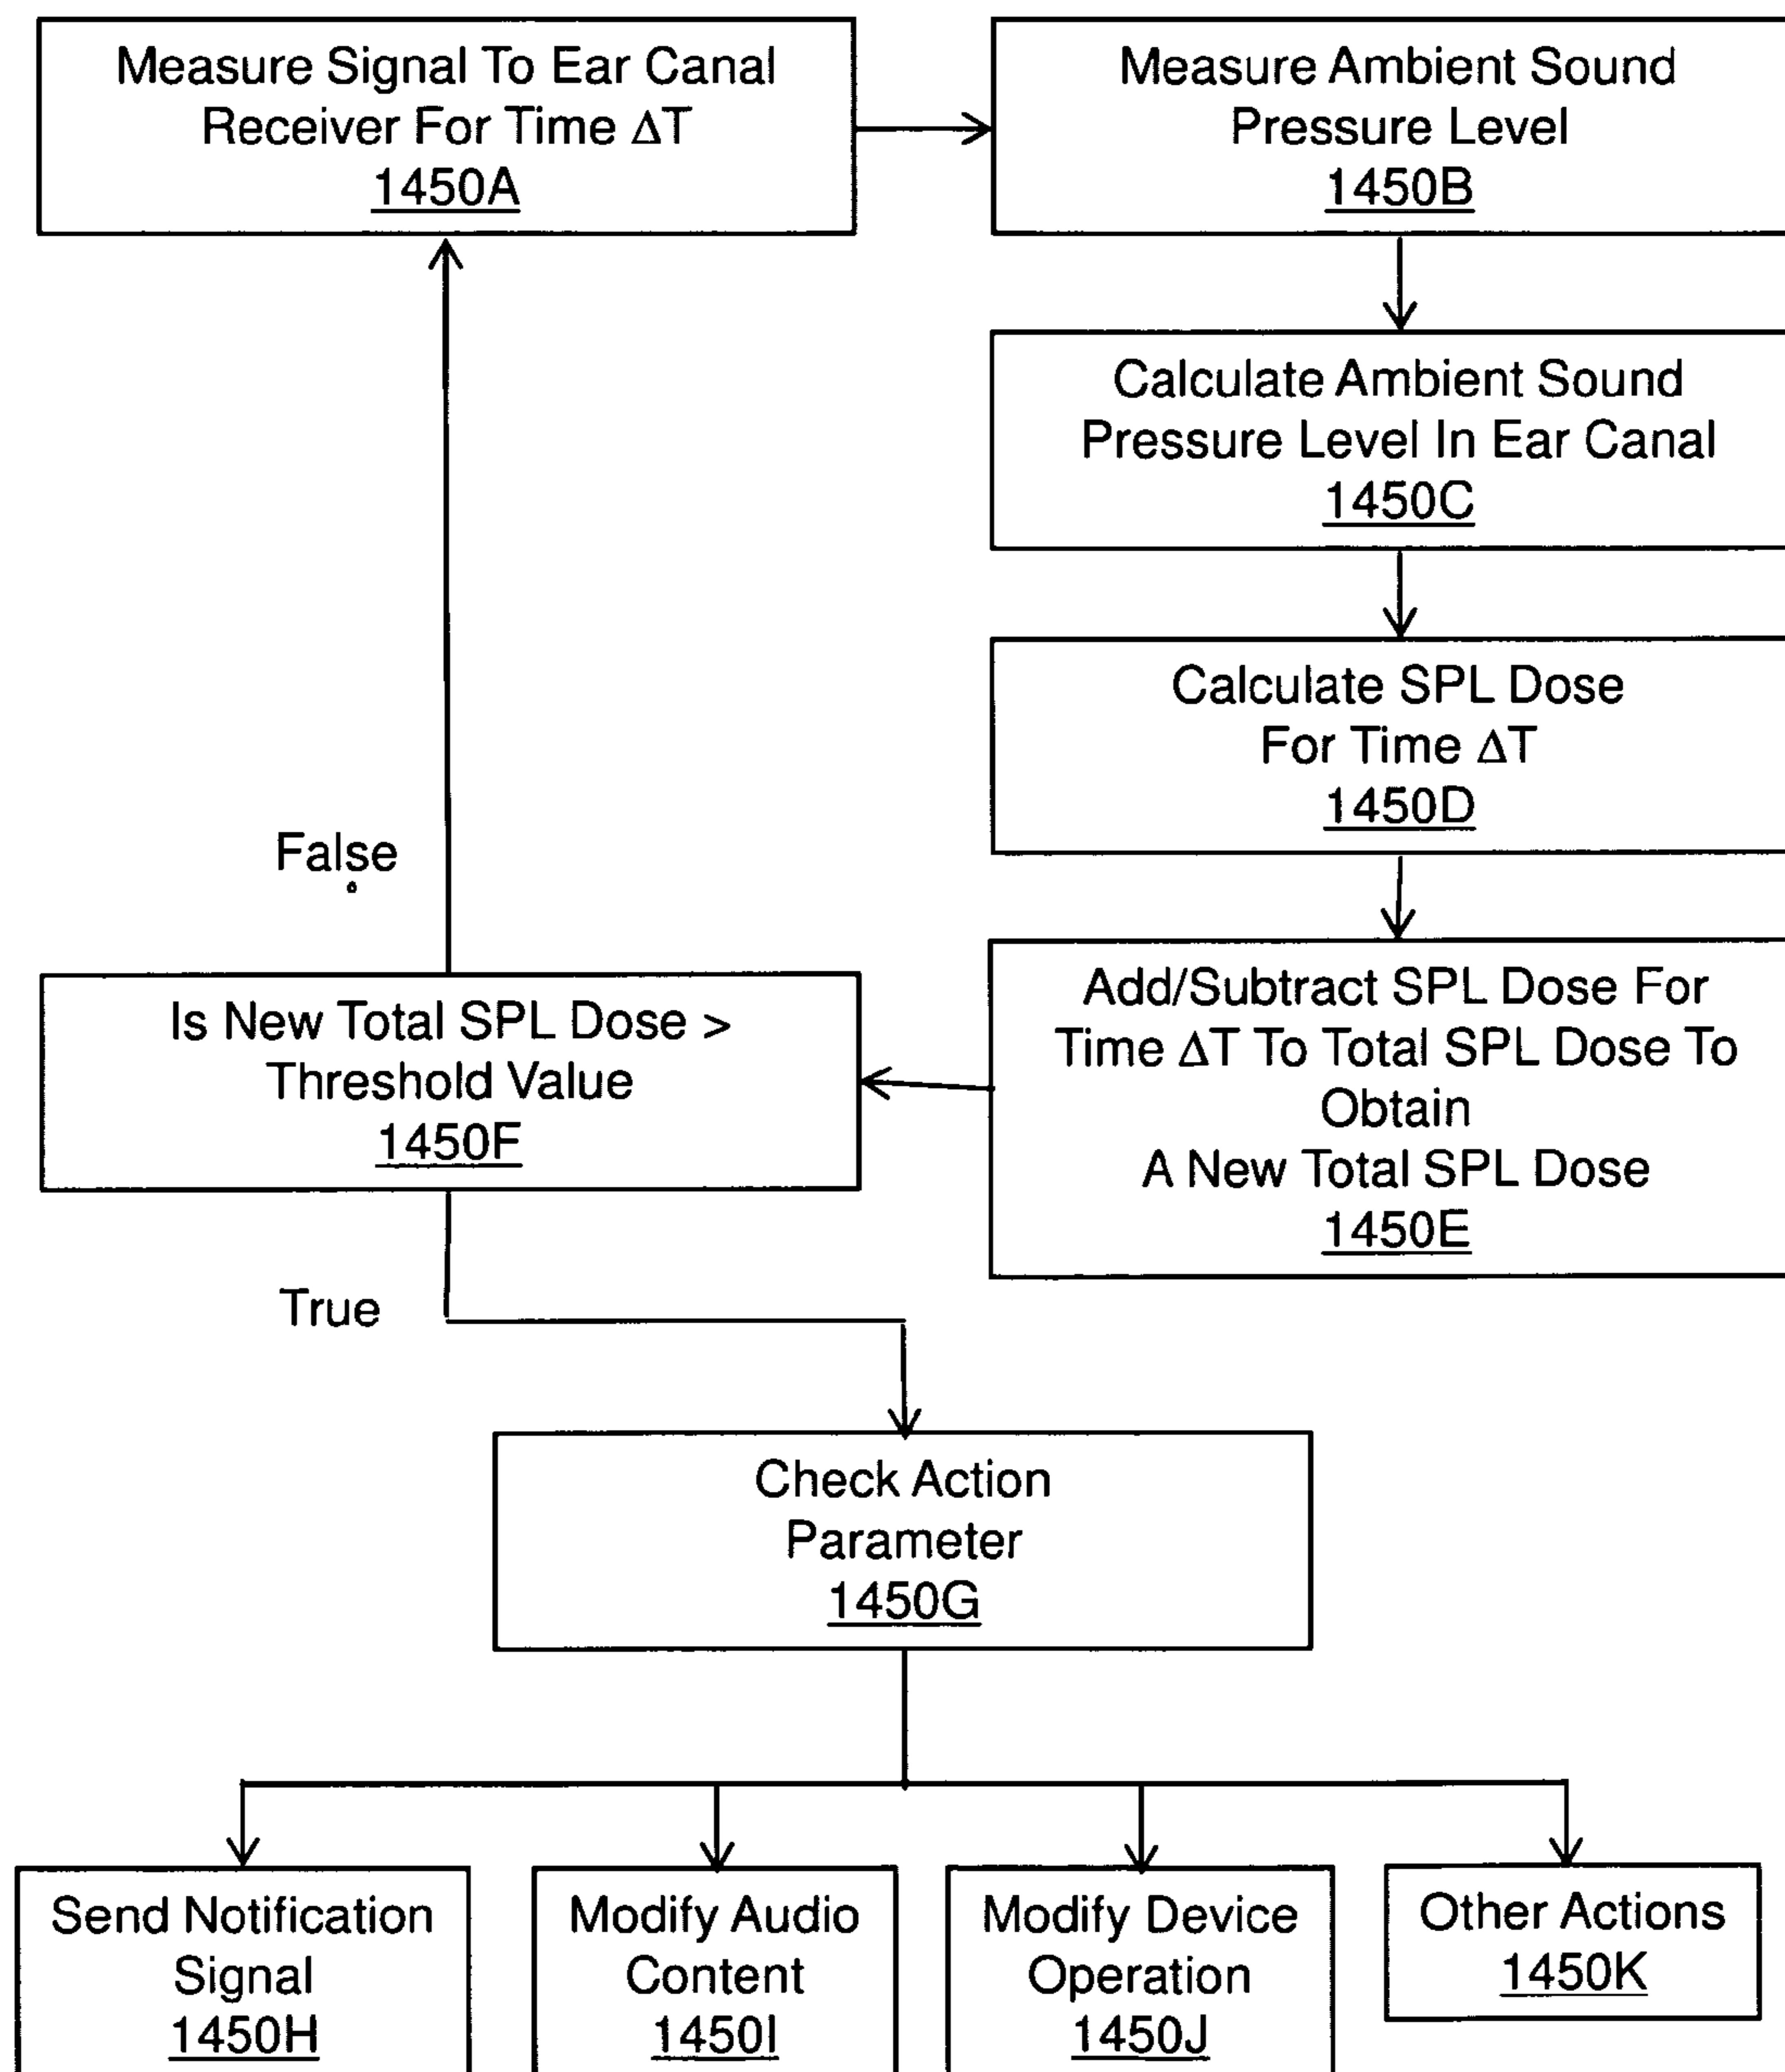 Measure Signal To Ear Canal
Receiver For Time ΔT
1450A
Measure Ambient Sound
Pressure Level
1450B
Calculate Ambient Sound
Pressure Level In Ear Canal
1450C
Calculate SPL Dose
For Time ΔT
1450D
Add/Subtract SPL Dose For
Time ΔT To Total SPL Dose To
Obtain
A New Total SPL Dose
1450E
False
Is New Total SPL Dose >
Threshold Value
1450F
True
Check Action
Parameter
1450G
Send Notification
Signal
1450H
Modify Audio
Content
1450I
Modify Device
Operation
1450J
Other Actions
1450K